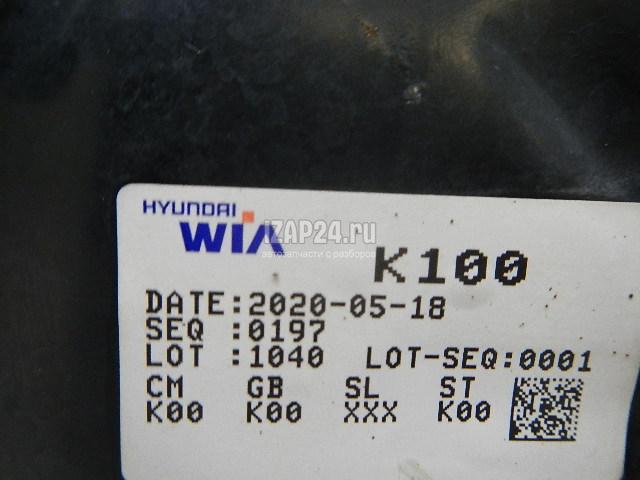 HYUNDAI
WIA
iZAP24.ru
автозапчасти с разборов
K100
DATE:2020-05-18
SEQ :0197
LOT :1040 LOT-SEQ:0001
CM GB SL ST
K00 K00 XXX K00